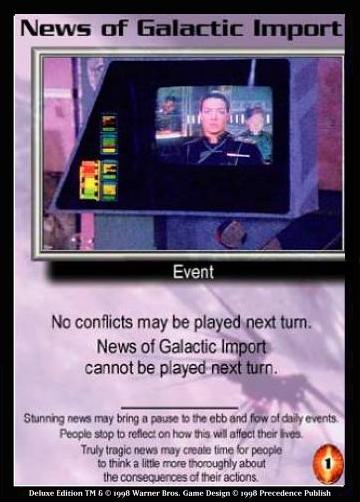 News of Galactic Import
Event
No conflicts may be played next turn.
News of Galactic Import
cannot be played next turn.
Stunning news may bring a pause to the ebb and flow of daily events.
People stop to reflect on how this will affect their lives.
Truly tragic news may create time for people
to think a little more thoroughly about
the consequences of their actions.
1
Deluxe Edition TM & © 1998 Warner Bros. Game Design © 1998 Precedence Publish